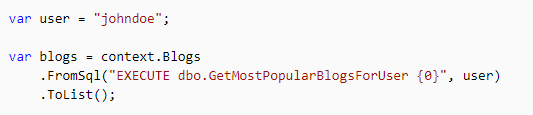 var user = "johndoe";
var blogs = context.Blogs
.FromSql("EXECUTE dbo.GetMostPopularBlogsForUser {0}", user)
.ToList();